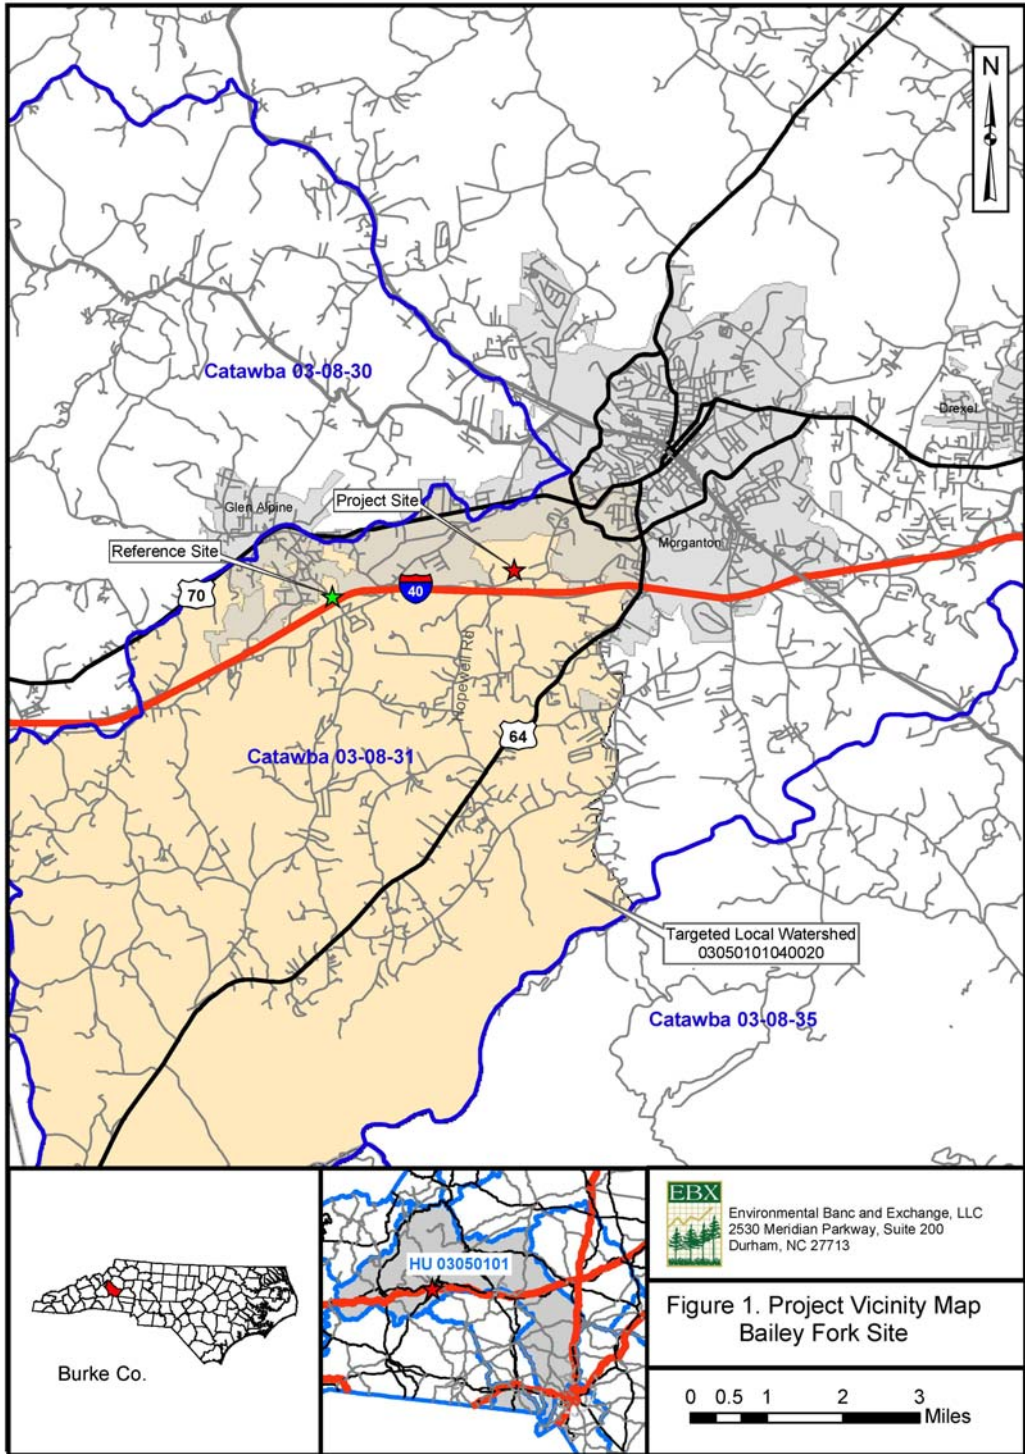 N
Catawba 03-08-30
Drexel
Project Site
Glen Alpine
Reference Site
Morganton
70
40
Hopewell Rd
64
Catawba 03-08-31
Targeted Local Watershed
03050101040020
Catawba 03-08-35
Burke Co.
HU 03050101
EBX
Environmental Banc and Exchange, LLC
2530 Meridian Parkway, Suite 200
Durham, NC 27713
Figure 1. Project Vicinity Map
Bailey Fork Site
0 0.5 1 2 3
Miles